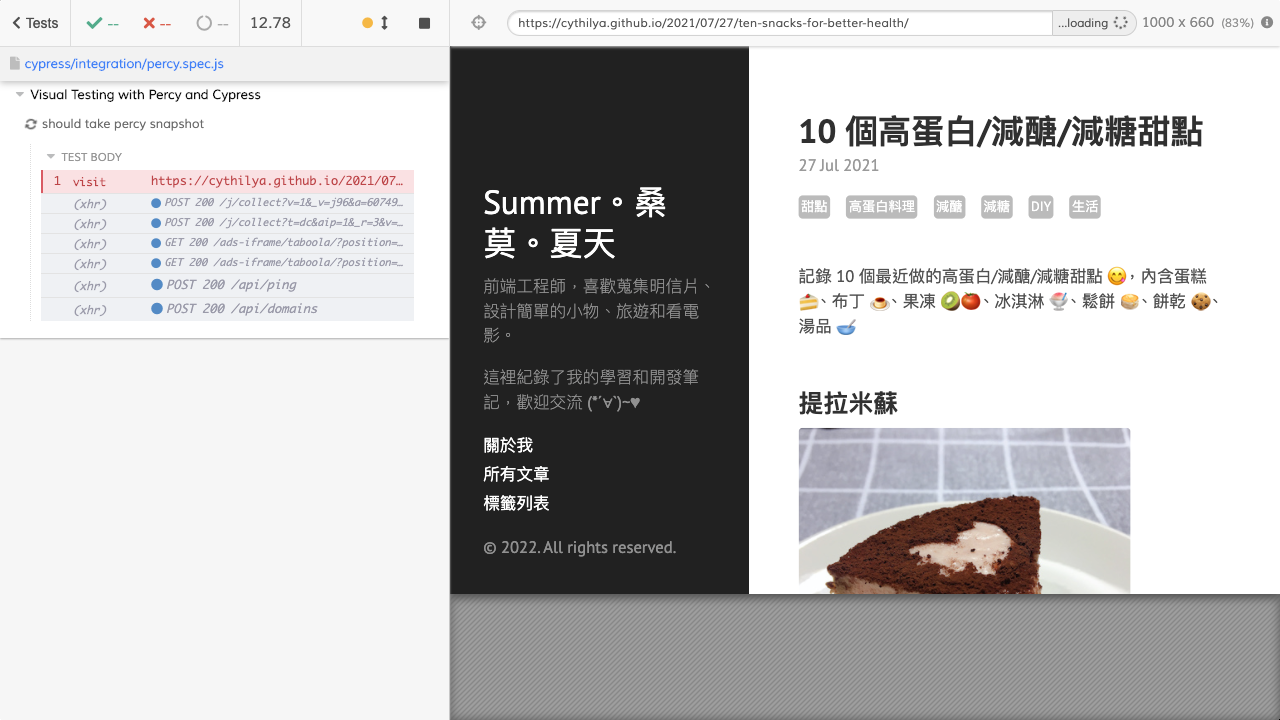 Tests
--
--
--
12.78
https://cythilya.github.io/2021/07/27/ten-snacks-for-better-health/
...loading
1000 x 660 (83%)
cypress/integration/percy.spec.js
Visual Testing with Percy and Cypress
should take percy snapshot
TEST BODY
1 visit https://cythilya.github.io/2021/07…
(xhr) POST 200 /j/collect?v=1&_v=j96&a=60749…
(xhr) POST 200 /j/collect?t=dc&aip=1&_r=3&v=…
(xhr) GET 200 /ads-iframe/taboola/?position=…
(xhr) GET 200 /ads-iframe/taboola/?position=…
(xhr) POST 200 /api/ping
(xhr) POST 200 /api/domains
Summer。桑
莫。夏天
前端工程師，喜歡蒐集明信片、
設計簡單的小物、旅遊和看電
影。
這裡紀錄了我的學習和開發筆
記，歡迎交流 (*´∀`)~♥
關於我
所有文章
標籤列表
© 2022. All rights reserved.
10 個高蛋白/減醣/減糖甜點
27 Jul 2021
甜點 高蛋白料理 減醣 減糖 DIY 生活
記錄 10 個最近做的高蛋白/減醣/減糖甜點 😋，內含蛋糕
🍰、布丁 🍮、果凍 🥝🍎、冰淇淋 🍨、鬆餅 🥞、餅乾 🍪、
湯品 🥣
提拉米蘇